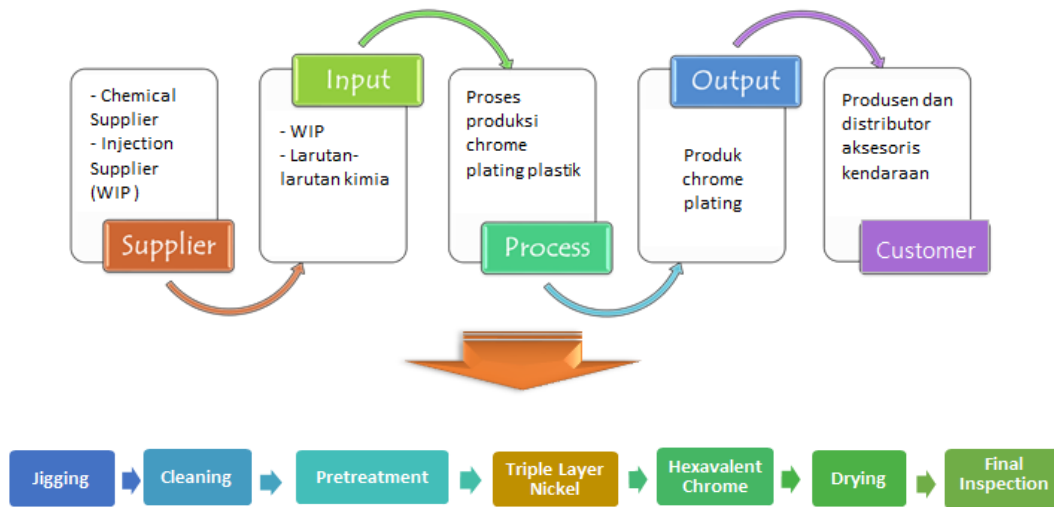 - Chemical
Supplier
- Injection
Supplier
(WIP)
Supplier
Input
- WIP
- Larutan-
larutan kimia
Proses
produksi
chrome
plating plastik
Process
Output
Produk
chrome
plating
Produsen dan
distributor
aksesoris
kendaraan
Customer
Jigging
Cleaning
Pretreatment
Triple Layer
Nickel
Hexavalent
Chrome
Drying
Final
Inspection